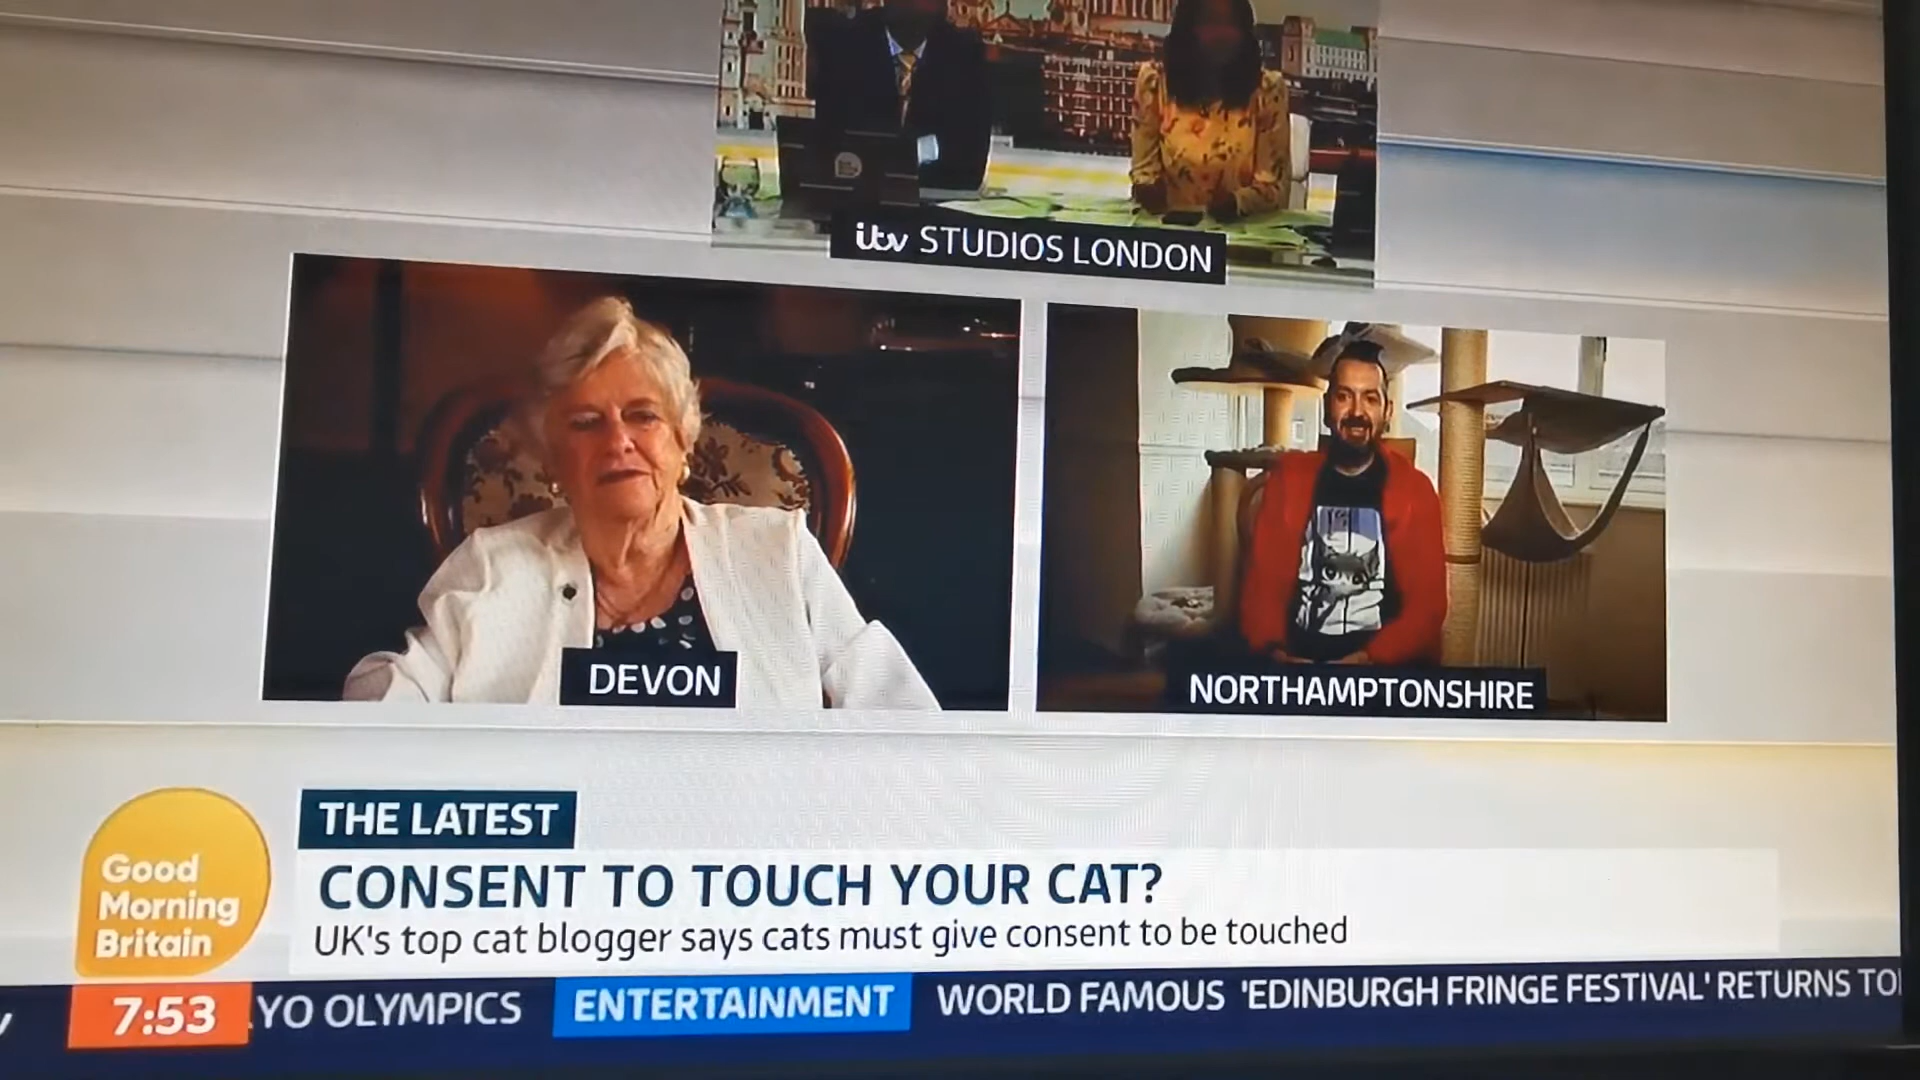 itv STUDIOS LONDON
DEVON
NORTHAMPTONSHIRE
THE LATEST
CONSENT TO TOUCH YOUR CAT?
UK's top cat blogger says cats must give consent to be touched
Good
Morning
Britain
7:53 YO OLYMPICS ENTERTAINMENT WORLD FAMOUS 'EDINBURGH FRINGE FESTIVAL' RETURNS TO